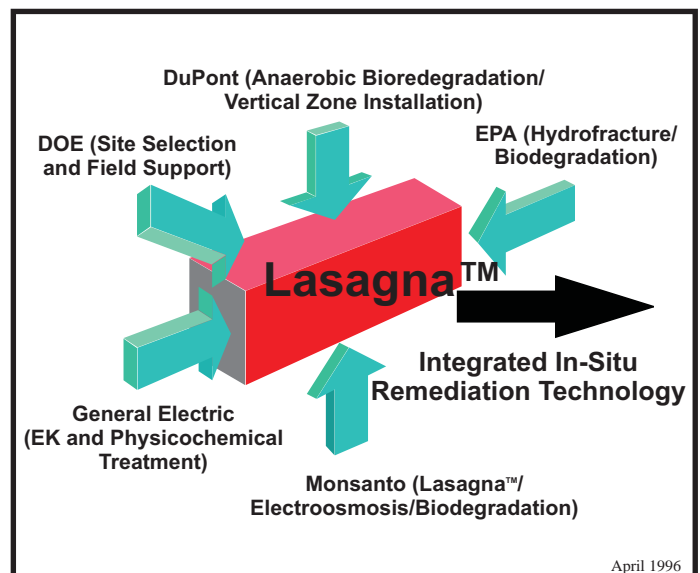 DuPont (Anaerobic Bioredegradation/
Vertical Zone Installation)
DOE (Site Selection
and Field Support)
EPA (Hydrofracture/
Biodegradation)
Lasagna™
Integrated In-Situ
Remediation Technology
General Electric
(EK and Physicochemical
Treatment)
Monsanto (Lasagna™/
Electroosmosis/Biodegradation)
April 1996